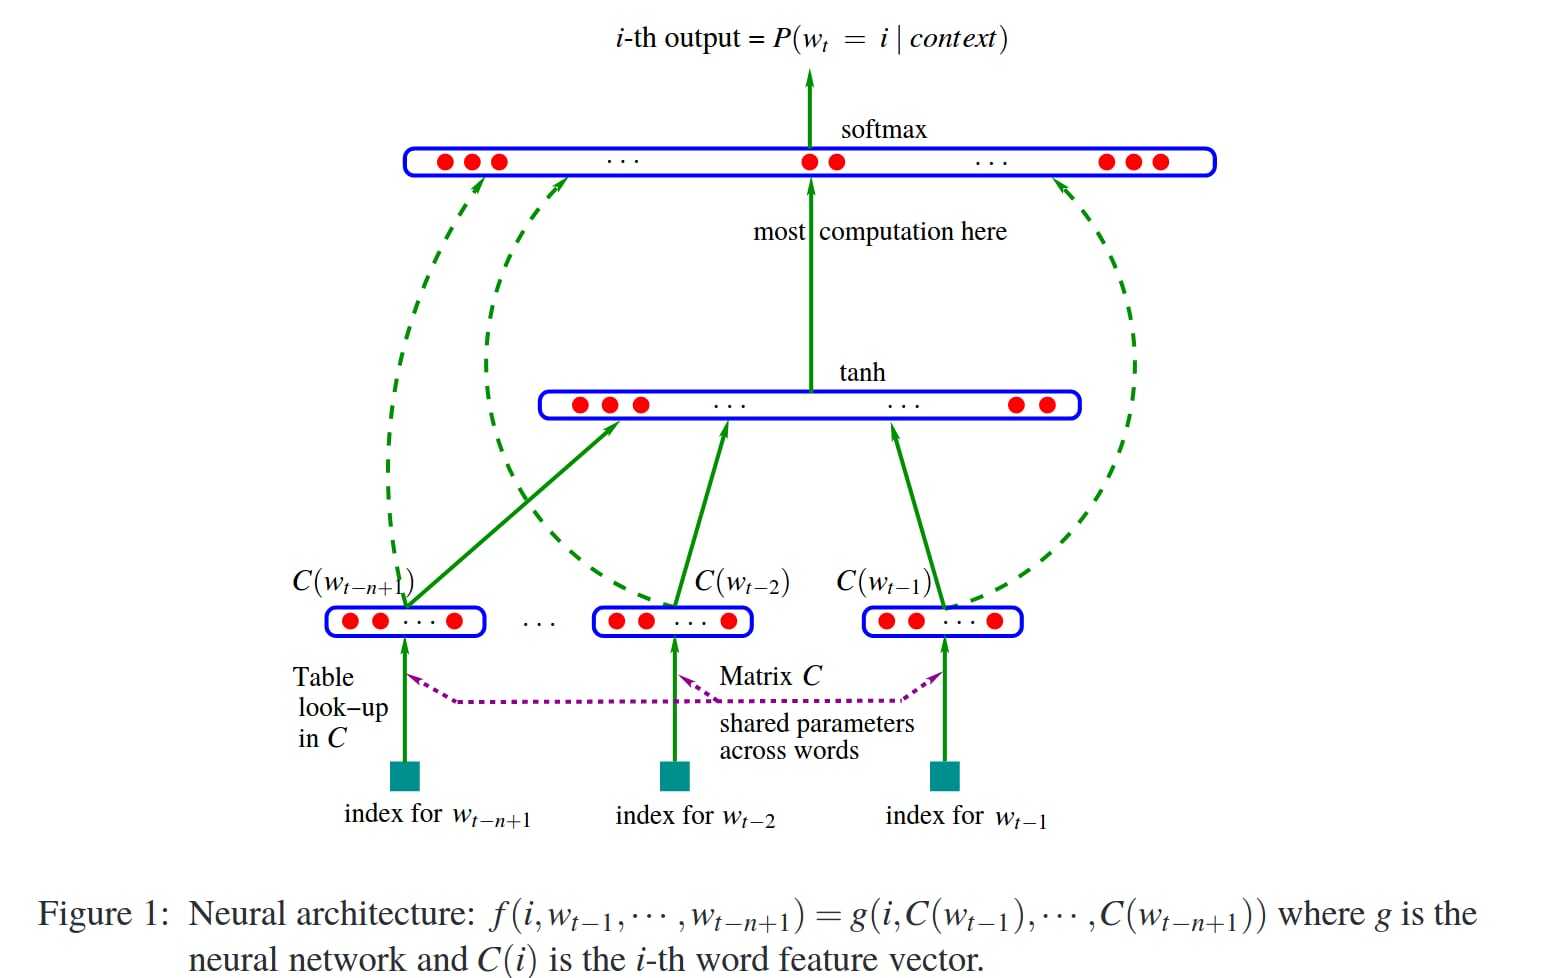 i-th output = P(w_t = i | context)
softmax
· · ·
· · ·
most computation here
tanh
· · ·
· · ·
C(w_{t−n+1})
C(w_{t−2})
C(w_{t−1})
· · ·
· · ·
· · ·
· · ·
Table
look−up
in C
Matrix C
shared parameters
across words
index for w_{t−n+1}
index for w_{t−2}
index for w_{t−1}
Figure 1: Neural architecture: f(i, w_{t−1}, ··· , w_{t−n+1}) = g(i, C(w_{t−1}), ··· , C(w_{t−n+1})) where g is the
neural network and C(i) is the i-th word feature vector.